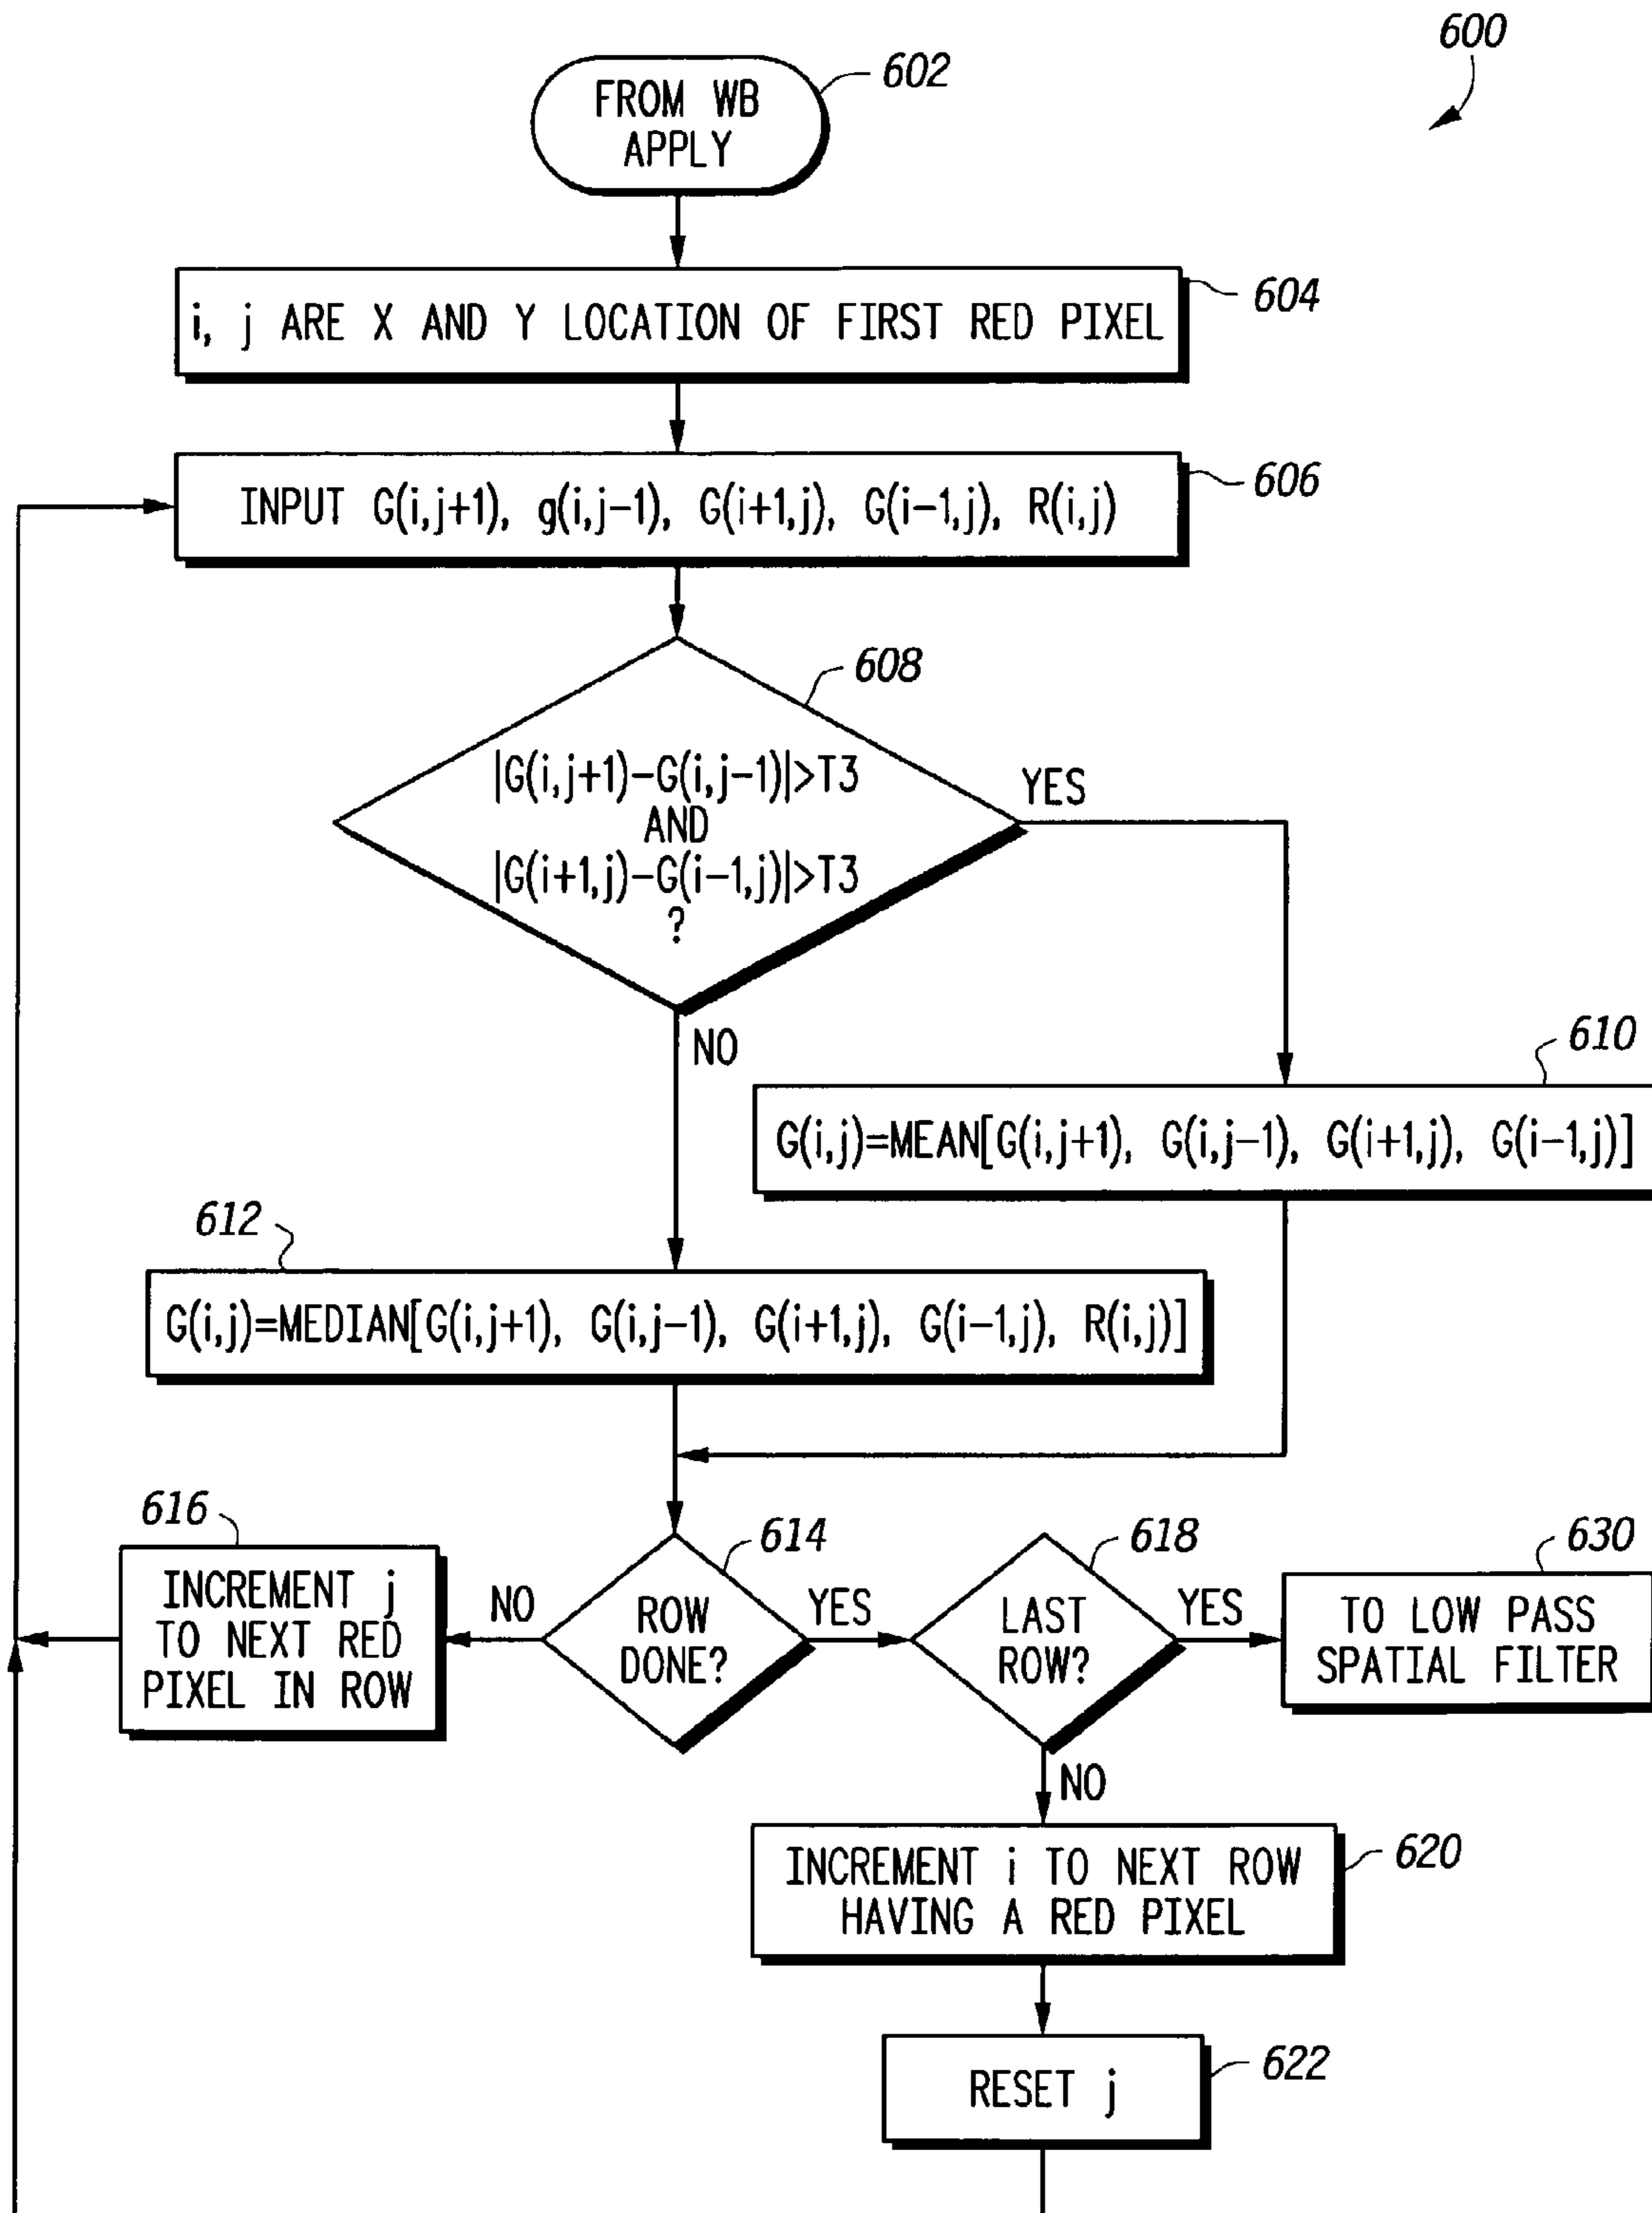 600
FROM WB
APPLY
602
i, j ARE X AND Y LOCATION OF FIRST RED PIXEL
604
INPUT G(i,j+1), g(i,j-1), G(i+1,j), G(i-1,j), R(i,j)
606
608
|G(i,j+1)-G(i,j-1)|>T3
AND
|G(i+1,j)-G(i-1,j)|>T3
?
YES
NO
610
G(i,j)=MEAN[G(i,j+1), G(i,j-1), G(i+1,j), G(i-1,j)]
612
G(i,j)=MEDIAN[G(i,j+1), G(i,j-1), G(i+1,j), G(i-1,j), R(i,j)]
616
INCREMENT j
TO NEXT RED
PIXEL IN ROW
NO
614
ROW
DONE?
YES
618
LAST
ROW?
YES
630
TO LOW PASS
SPATIAL FILTER
NO
INCREMENT i TO NEXT ROW
HAVING A RED PIXEL
620
RESET j
622